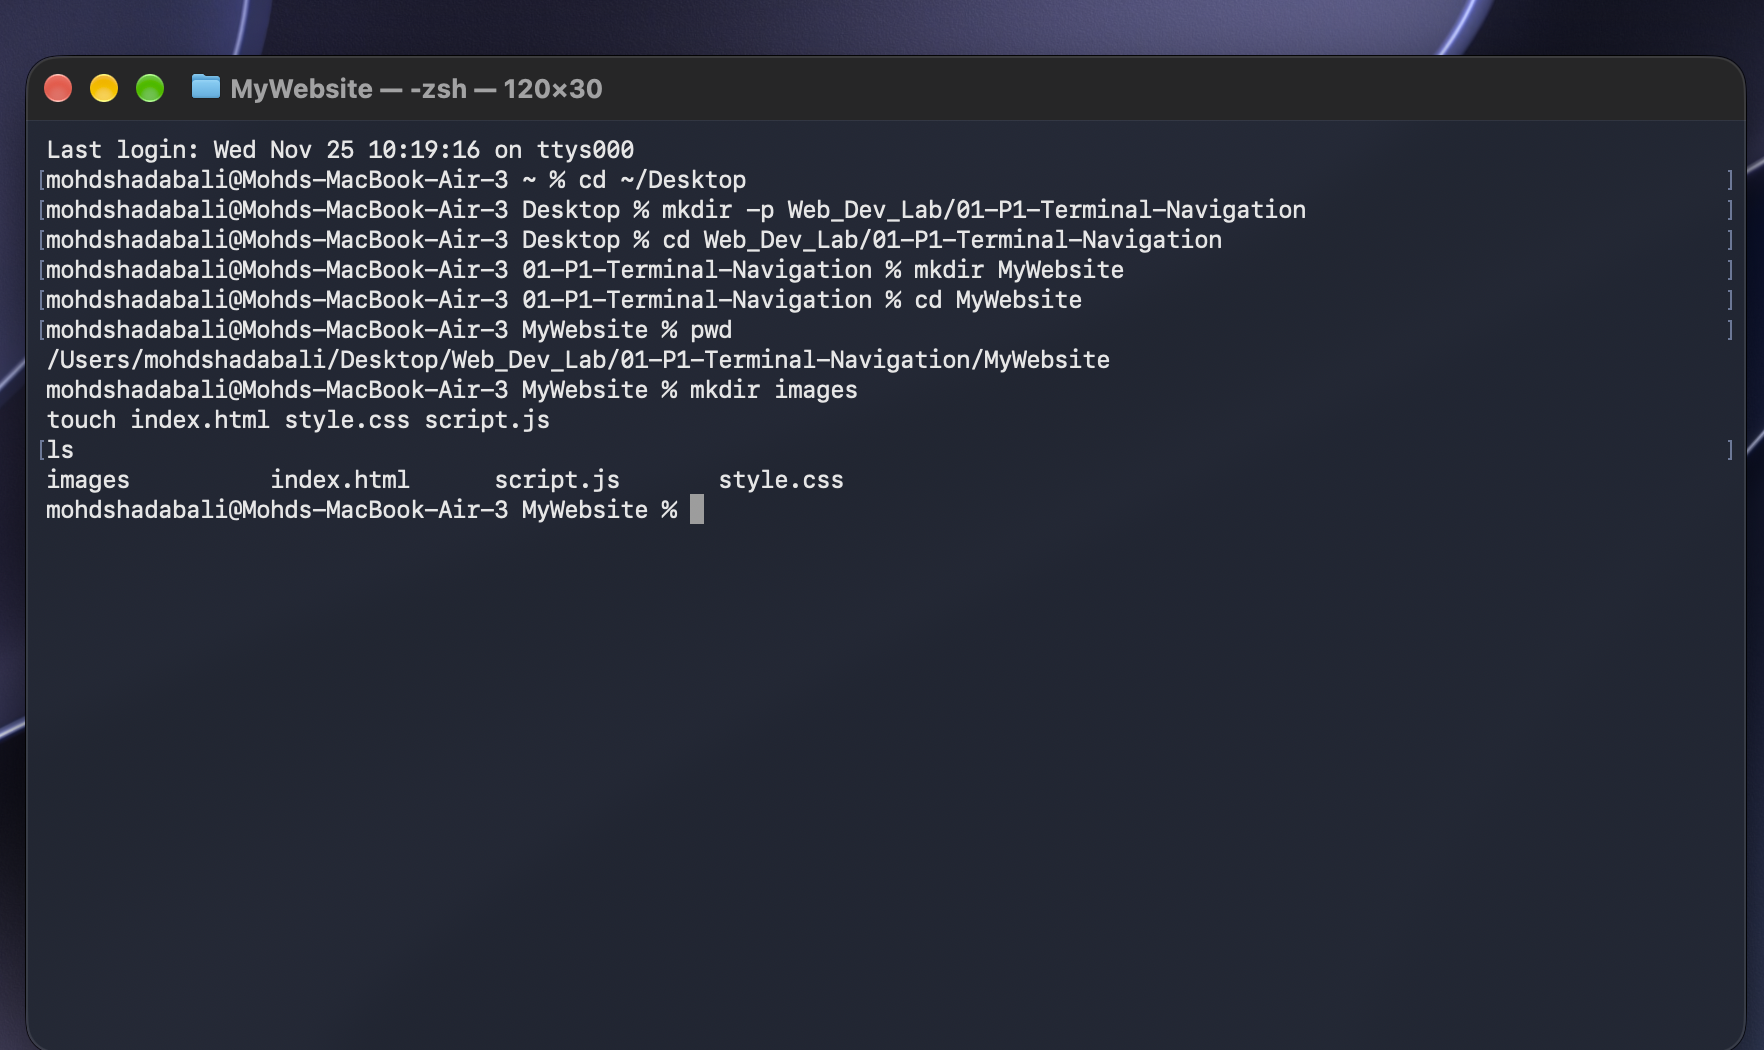 MyWebsite — -zsh — 120×30
Last login: Wed Nov 25 10:19:16 on ttys000
[mohdshadabali@Mohds-MacBook-Air-3 ~ % cd ~/Desktop ]
[mohdshadabali@Mohds-MacBook-Air-3 Desktop % mkdir -p Web_Dev_Lab/01-P1-Terminal-Navigation ]
[mohdshadabali@Mohds-MacBook-Air-3 Desktop % cd Web_Dev_Lab/01-P1-Terminal-Navigation ]
[mohdshadabali@Mohds-MacBook-Air-3 01-P1-Terminal-Navigation % mkdir MyWebsite ]
[mohdshadabali@Mohds-MacBook-Air-3 01-P1-Terminal-Navigation % cd MyWebsite ]
[mohdshadabali@Mohds-MacBook-Air-3 MyWebsite % pwd ]
/Users/mohdshadabali/Desktop/Web_Dev_Lab/01-P1-Terminal-Navigation/MyWebsite
mohdshadabali@Mohds-MacBook-Air-3 MyWebsite % mkdir images
touch index.html style.css script.js
[ls ]
images index.html script.js style.css
mohdshadabali@Mohds-MacBook-Air-3 MyWebsite %